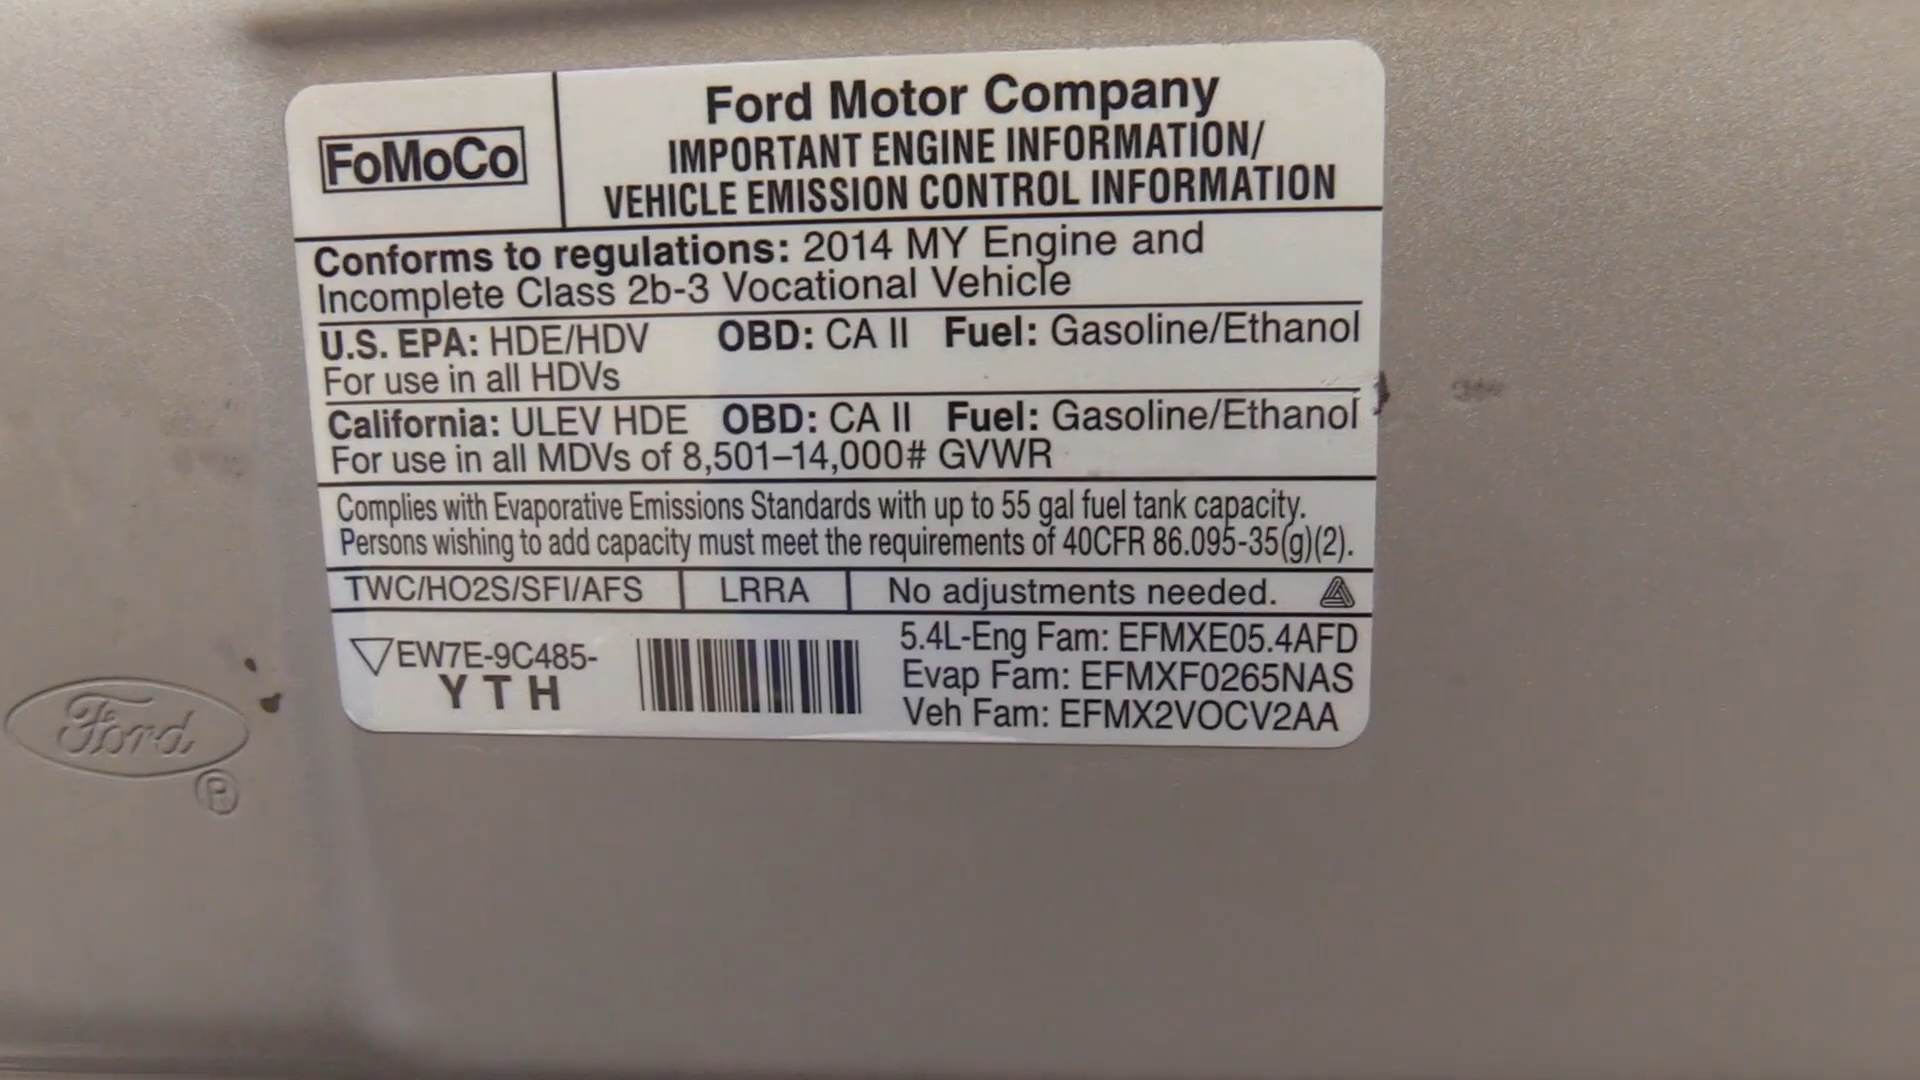 FoMoCo
Ford Motor Company
IMPORTANT ENGINE INFORMATION/
VEHICLE EMISSION CONTROL INFORMATION
Conforms to regulations: 2014 MY Engine and
Incomplete Class 2b-3 Vocational Vehicle
U.S. EPA: HDE/HDV OBD: CA II Fuel: Gasoline/Ethanol
For use in all HDVs
California: ULEV HDE OBD: CA II Fuel: Gasoline/Ethanol
For use in all MDVs of 8,501–14,000# GVWR
Complies with Evaporative Emissions Standards with up to 55 gal fuel tank capacity.
Persons wishing to add capacity must meet the requirements of 40CFR 86.095-35(g)(2).
TWC/HO2S/SFI/AFS LRRA No adjustments needed.
EW7E-9C485-
YTH
5.4L-Eng Fam: EFMXE05.4AFD
Evap Fam: EFMXF0265NAS
Veh Fam: EFMX2VOCV2AA
Ford
®